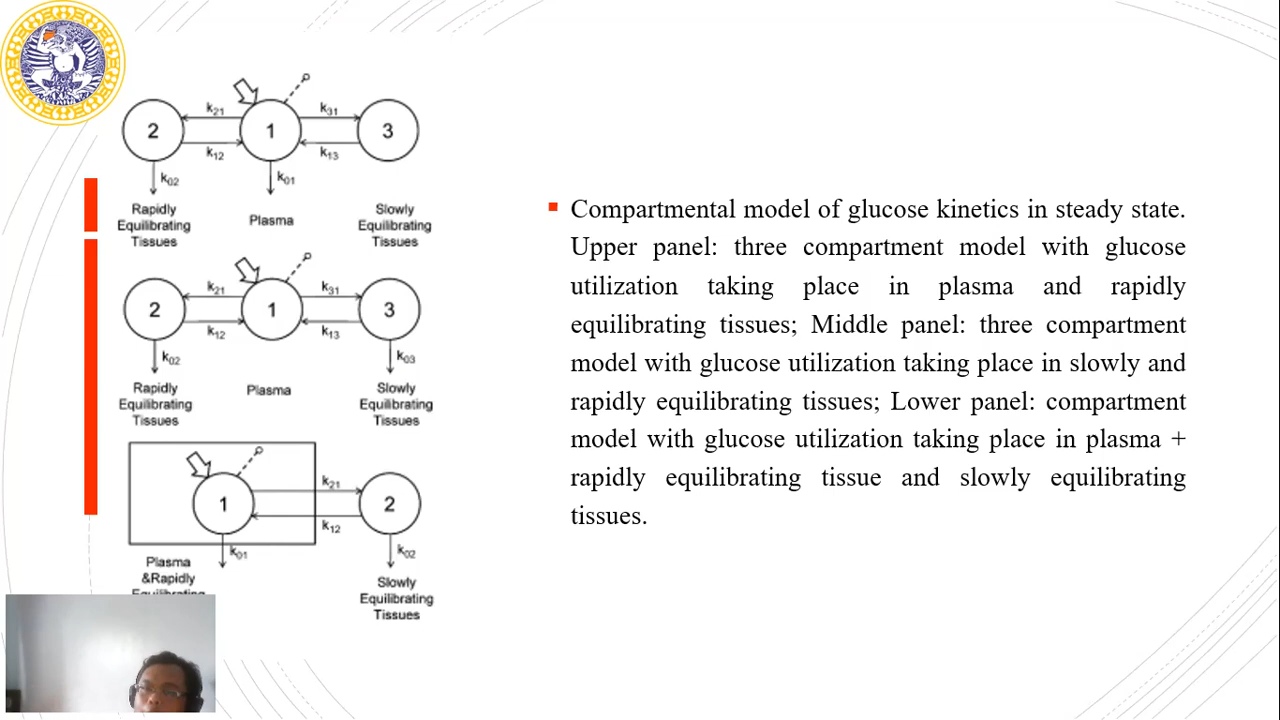 k21
k31
2
1
3
k12
k13
k02
k01
Rapidly
Equilibrating
Tissues
Plasma
Slowly
Equilibrating
Tissues
k21
k31
2
1
3
k12
k13
k02
k03
Rapidly
Equilibrating
Tissues
Plasma
Slowly
Equilibrating
Tissues
k21
1
2
k12
k01
k02
Plasma
&Rapidly
Slowly
Equilibrating
Tissues
Compartmental model of glucose kinetics in steady state.
Upper panel: three compartment model with glucose
utilization taking place in plasma and rapidly
equilibrating tissues; Middle panel: three compartment
model with glucose utilization taking place in slowly and
rapidly equilibrating tissues; Lower panel: compartment
model with glucose utilization taking place in plasma +
rapidly equilibrating tissue and slowly equilibrating
tissues.